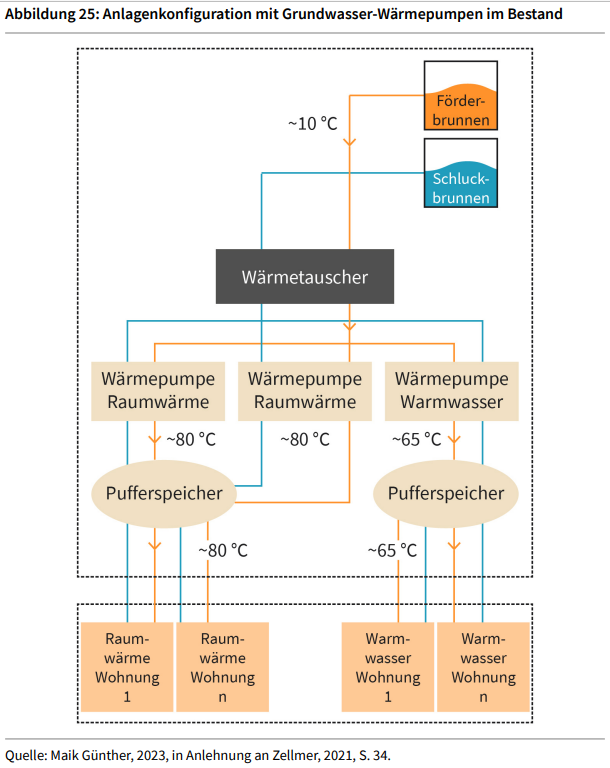 Abbildung 25: Anlagenkonfiguration mit Grundwasser-Wärmepumpen im Bestand
Förder-
brunnen
~10 °C
Schluck-
brunnen
Wärmetauscher
Wärmepumpe
Raumwärme
Wärmepumpe
Raumwärme
Wärmepumpe
Warmwasser
~80 °C
~80 °C
~65 °C
Pufferspeicher
Pufferspeicher
~80 °C
~65 °C
Raum-
wärme
Wohnung
1
Raum-
wärme
Wohnung
n
Warm-
wasser
Wohnung
1
Warm-
wasser
Wohnung
n
Quelle: Maik Günther, 2023, in Anlehnung an Zellmer, 2021, S. 34.